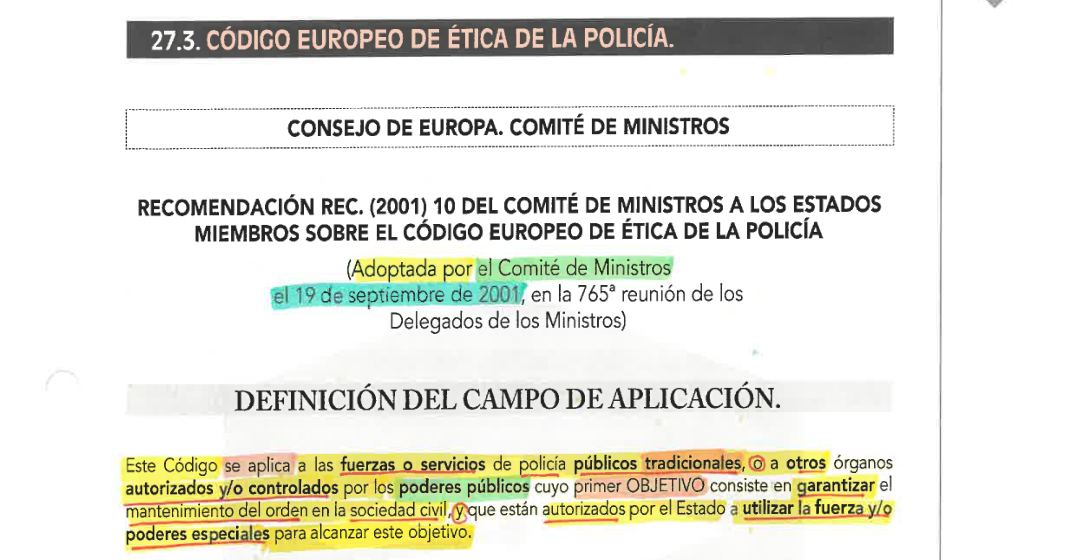 27.3. CÓDIGO EUROPEO DE ÉTICA DE LA POLICÍA.
CONSEJO DE EUROPA. COMITÉ DE MINISTROS
RECOMENDACIÓN REC. (2001) 10 DEL COMITÉ DE MINISTROS A LOS ESTADOS
MIEMBROS SOBRE EL CÓDIGO EUROPEO DE ÉTICA DE LA POLICÍA
(Adoptada por el Comité de Ministros
el 19 de septiembre de 2001, en la 765ª reunión de los
Delegados de los Ministros)
DEFINICIÓN DEL CAMPO DE APLICACIÓN.
Este Código se aplica a las fuerzas o servicios de policía públicos tradicionales, o a otros órganos
autorizados y/o controlados por los poderes públicos cuyo primer OBJETIVO consiste en garantizar el
mantenimiento del orden en la sociedad civil, y que están autorizados por el Estado a utilizar la fuerza y/o
poderes especiales para alcanzar este objetivo.